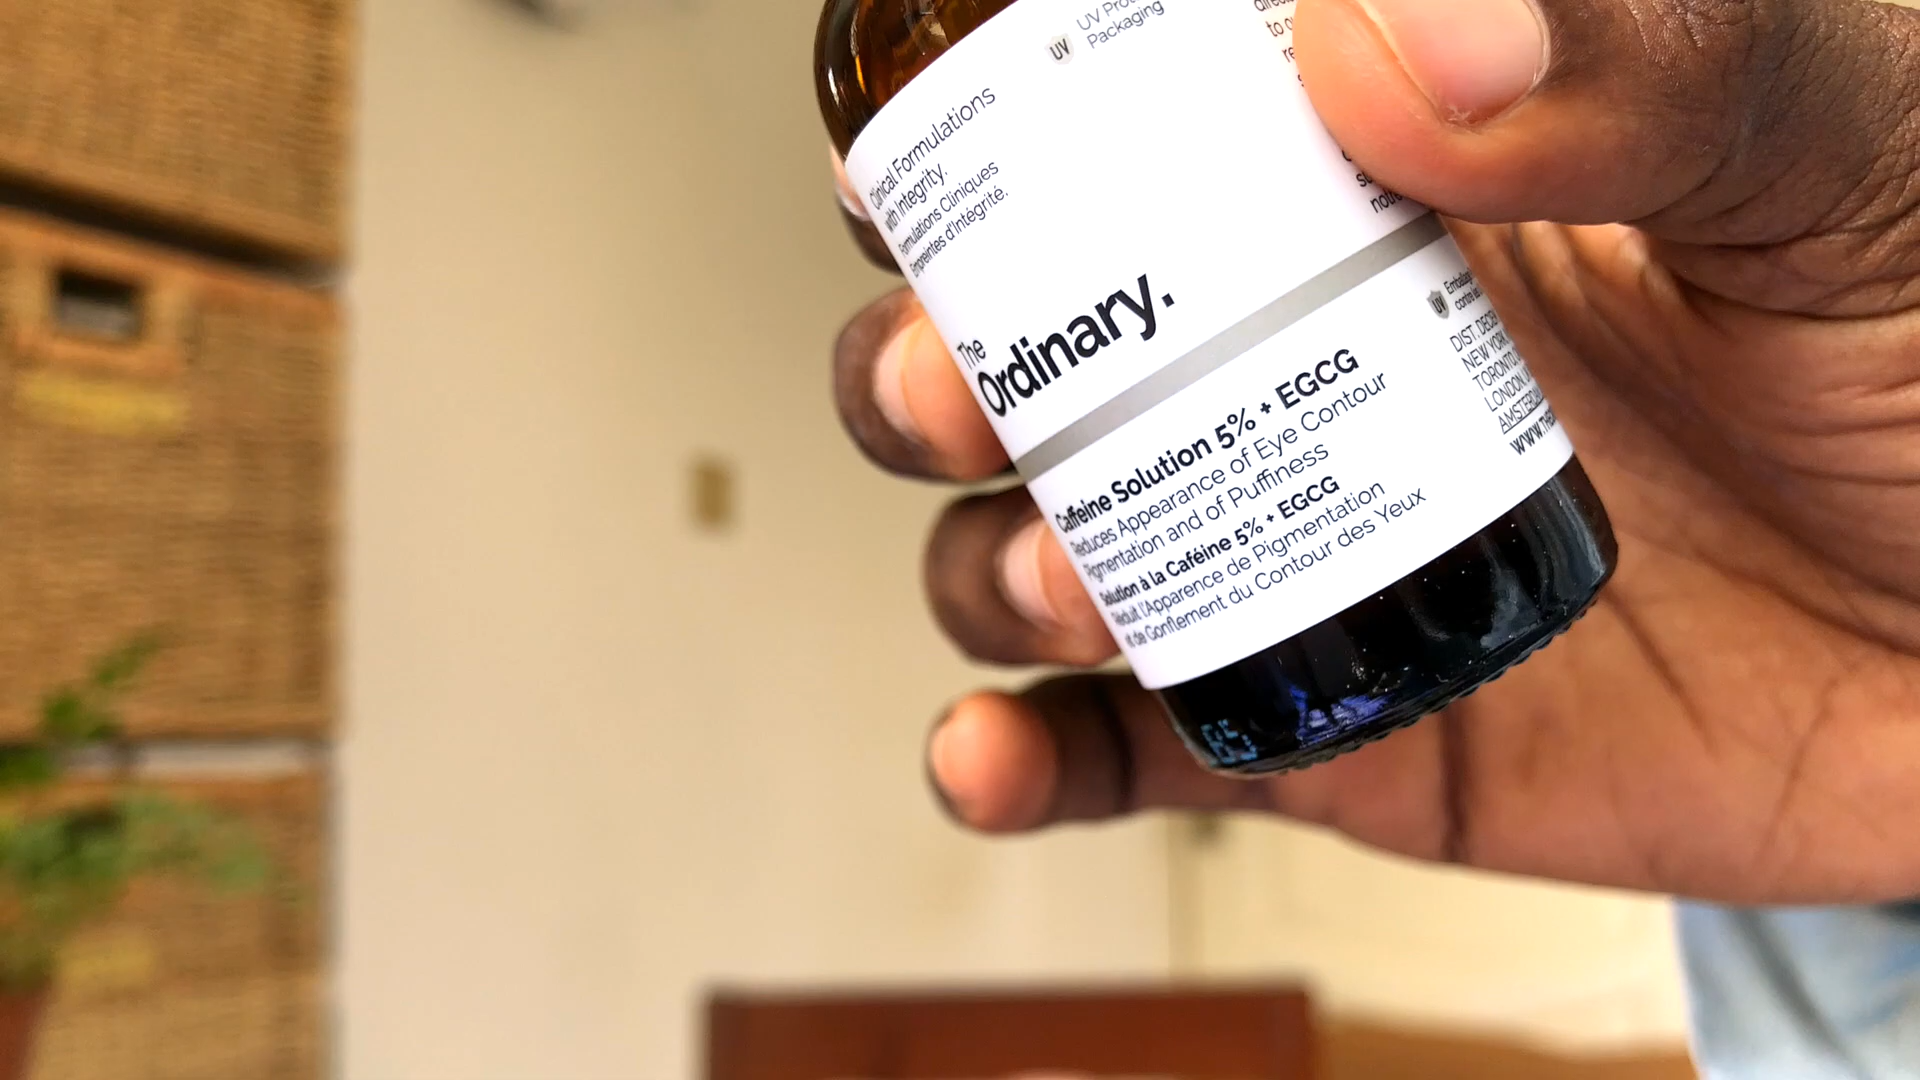 UV
UV
Packaging
Clinical Formulations
with Integrity.
Formulations Cliniques
Empreintes d'Intégrité.
The
Ordinary.
Caffeine Solution 5% + EGCG
Reduces Appearance of Eye Contour
Pigmentation and of Puffiness
Solution à la Caféine 5% + EGCG
Réduit l'Apparence de Pigmentation
et de Gonflement du Contour des Yeux
to
UV
DIST.
NEW YORK
TORONTO
LONDON